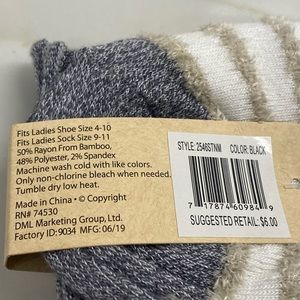 Fits Ladies Shoe Size 4-10
Fits Ladies Sock Size 9-11
50% Rayon From Bamboo,
48% Polyester, 2% Spandex
Machine wash cold with like colors.
Only non-chlorine bleach when needed.
Tumble dry low heat.
Made in China • © Copyright
RN# 74530
DML Marketing Group, Ltd.
Factory ID:9034 MFG: 06/19
STYLE: 2546STNM COLOR: BLACK
7 17874 60984 9
SUGGESTED RETAIL: $6.00